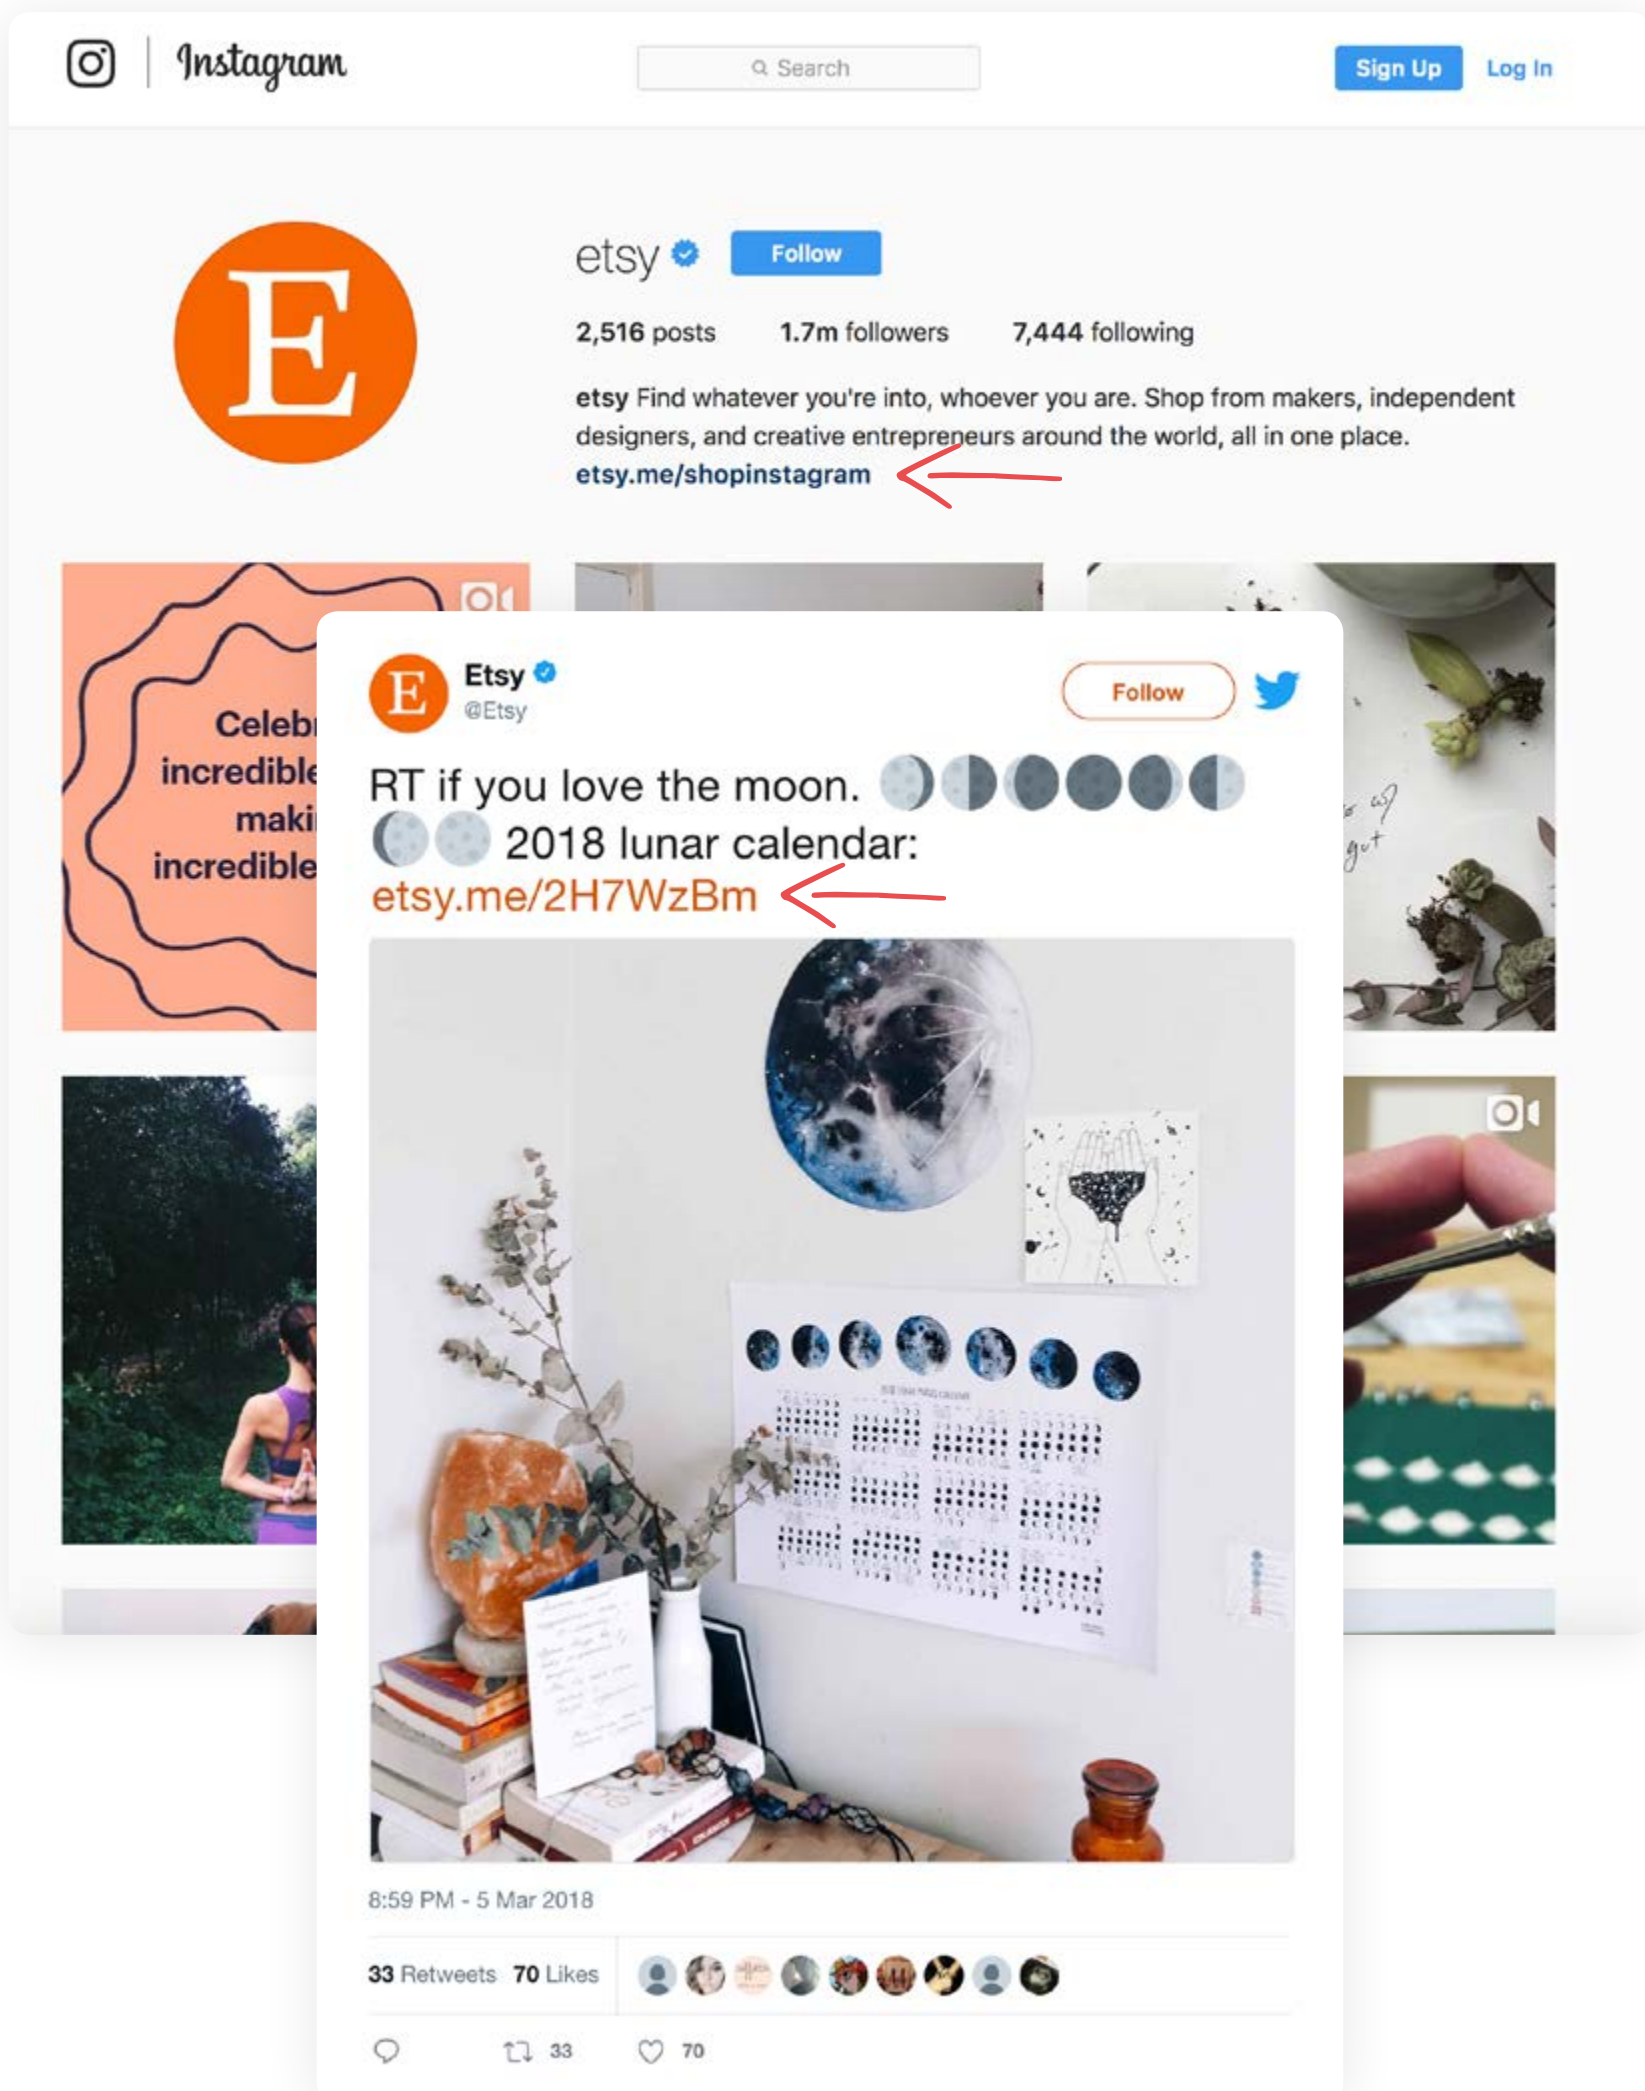 Instagram
Search
Sign Up
Log In
E
etsy
Follow
2,516 posts 1.7m followers 7,444 following
etsy Find whatever you're into, whoever you are. Shop from makers, independent
designers, and creative entrepreneurs around the world, all in one place.
etsy.me/shopinstagram
incredible
incredible
E
Etsy
@Etsy
Follow
RT if you love the moon.
2018 lunar calendar:
etsy.me/2H7WzBm
8:59 PM - 5 Mar 2018
33 Retweets 70 Likes
33
70